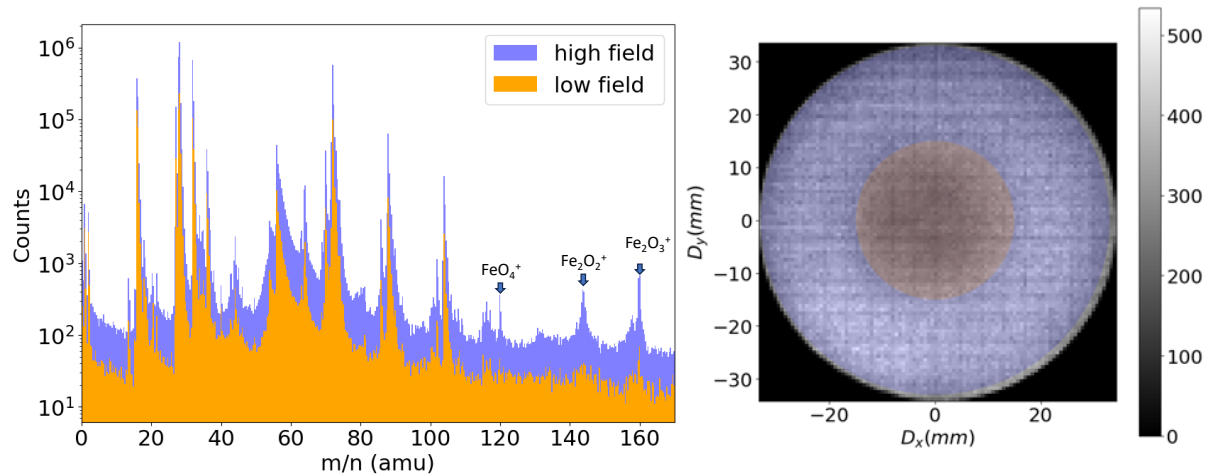 high field
low field
Counts
10⁶
10⁵
10⁴
10³
10²
10¹
FeO₄⁺
Fe₂O₂⁺
Fe₂O₃⁺
0 20 40 60 80 100 120 140 160
m/n (amu)
D_y(mm)
30
20
10
0
−10
−20
−30
−20 0 20
D_x(mm)
500
400
300
200
100
0